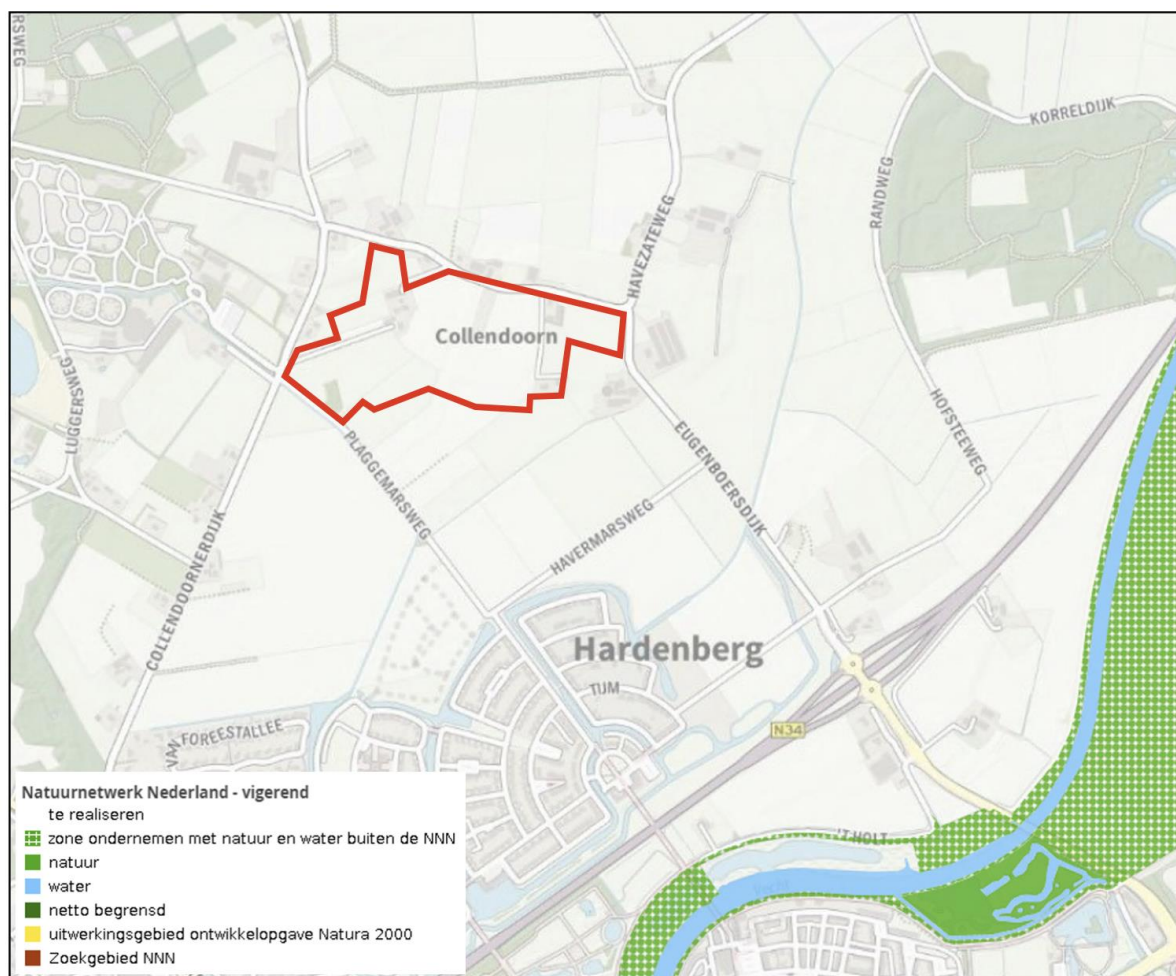 RSWEG
KORRELDIJK
RANDWEG
HAVEZATEWEG
Collendoorn
LUGGERSWEG
HOFSTEEWEG
PLAGGEMARSWEG
EUGENBOERSDIJK
HAVERMARSWEG
COLLENDOORNERDIJK
Hardenberg
TUM
VAN FOREESTALLEE
N34
'T HOLT
Natuurnetwerk Nederland - vigerend
te realiseren
zone ondernemen met natuur en water buiten de NNN
natuur
water
netto begrensd
uitwerkingsgebied ontwikkelopgave Natura 2000
Zoekgebied NNN